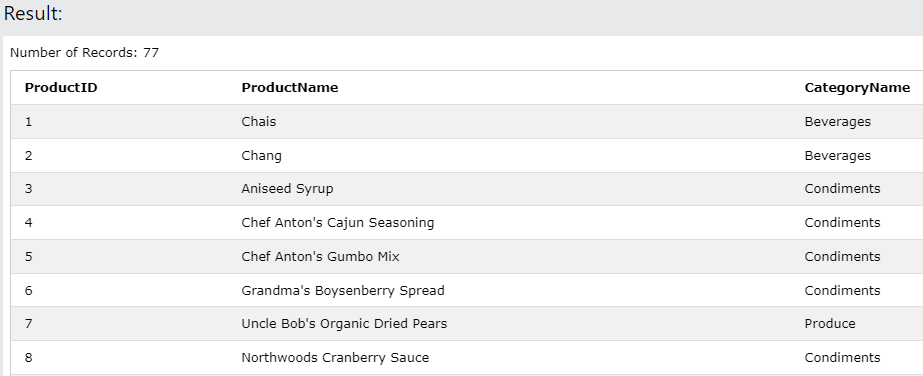 Result:
Number of Records: 77
ProductID ProductName CategoryName
1 Chais Beverages
2 Chang Beverages
3 Aniseed Syrup Condiments
4 Chef Anton's Cajun Seasoning Condiments
5 Chef Anton's Gumbo Mix Condiments
6 Grandma's Boysenberry Spread Condiments
7 Uncle Bob's Organic Dried Pears Produce
8 Northwoods Cranberry Sauce Condiments